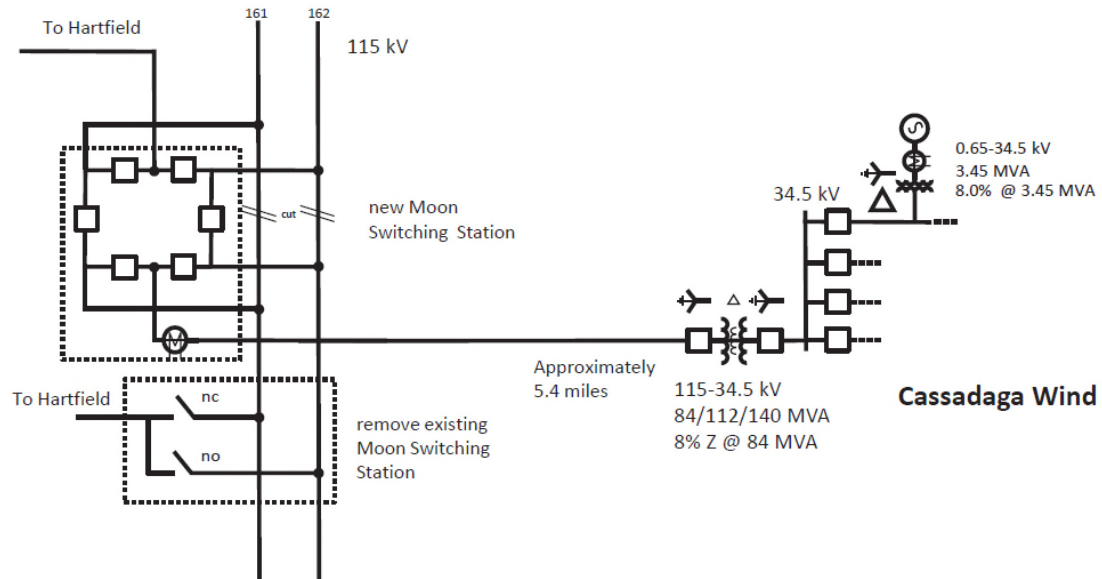 To Hartfield
161
162
115 kV
cut
new Moon
Switching Station
0.65-34.5 kV
3.45 MVA
8.0% @ 3.45 MVA
34.5 kV
Approximately
5.4 miles
115-34.5 kV
84/112/140 MVA
8% Z @ 84 MVA
Cassadaga Wind
To Hartfield
nc
no
remove existing
Moon Switching
Station